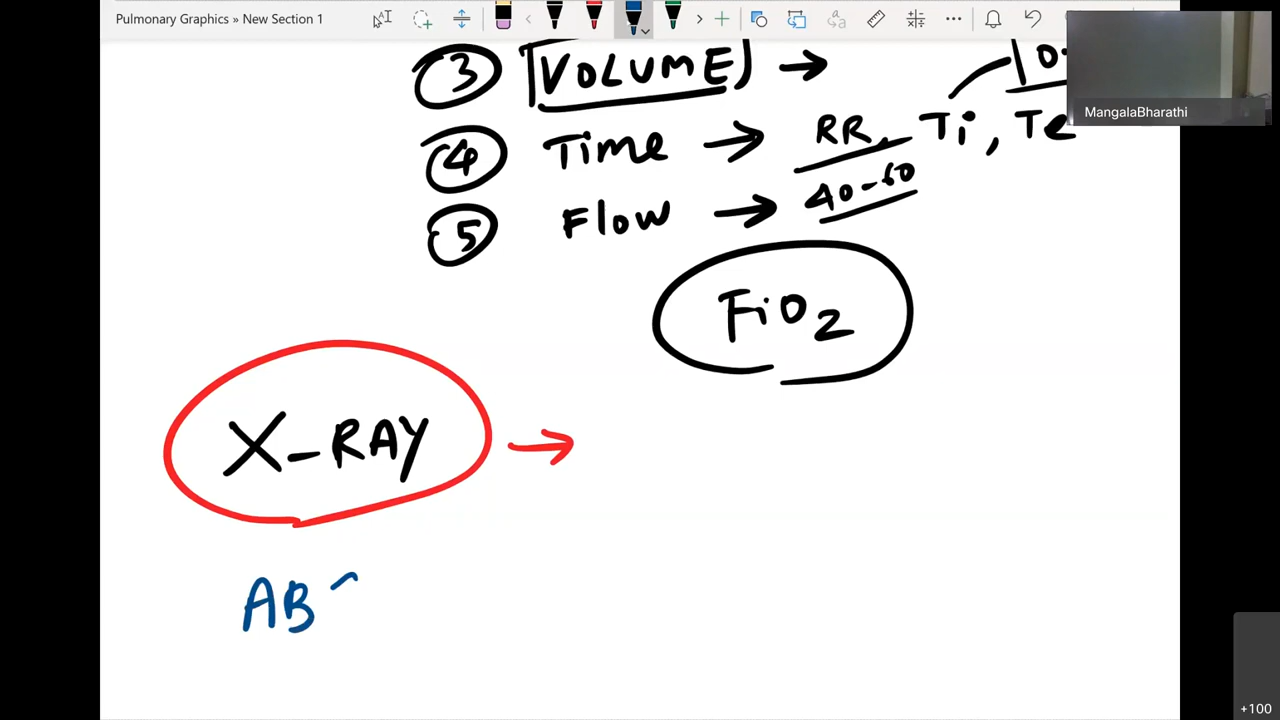 Pulmonary Graphics » New Section 1
③ VOLUME →
④ Time → RR, Ti, Te
40-60
⑤ Flow →
FiO2
X-RAY →
AB
MangalaBharathi
+100